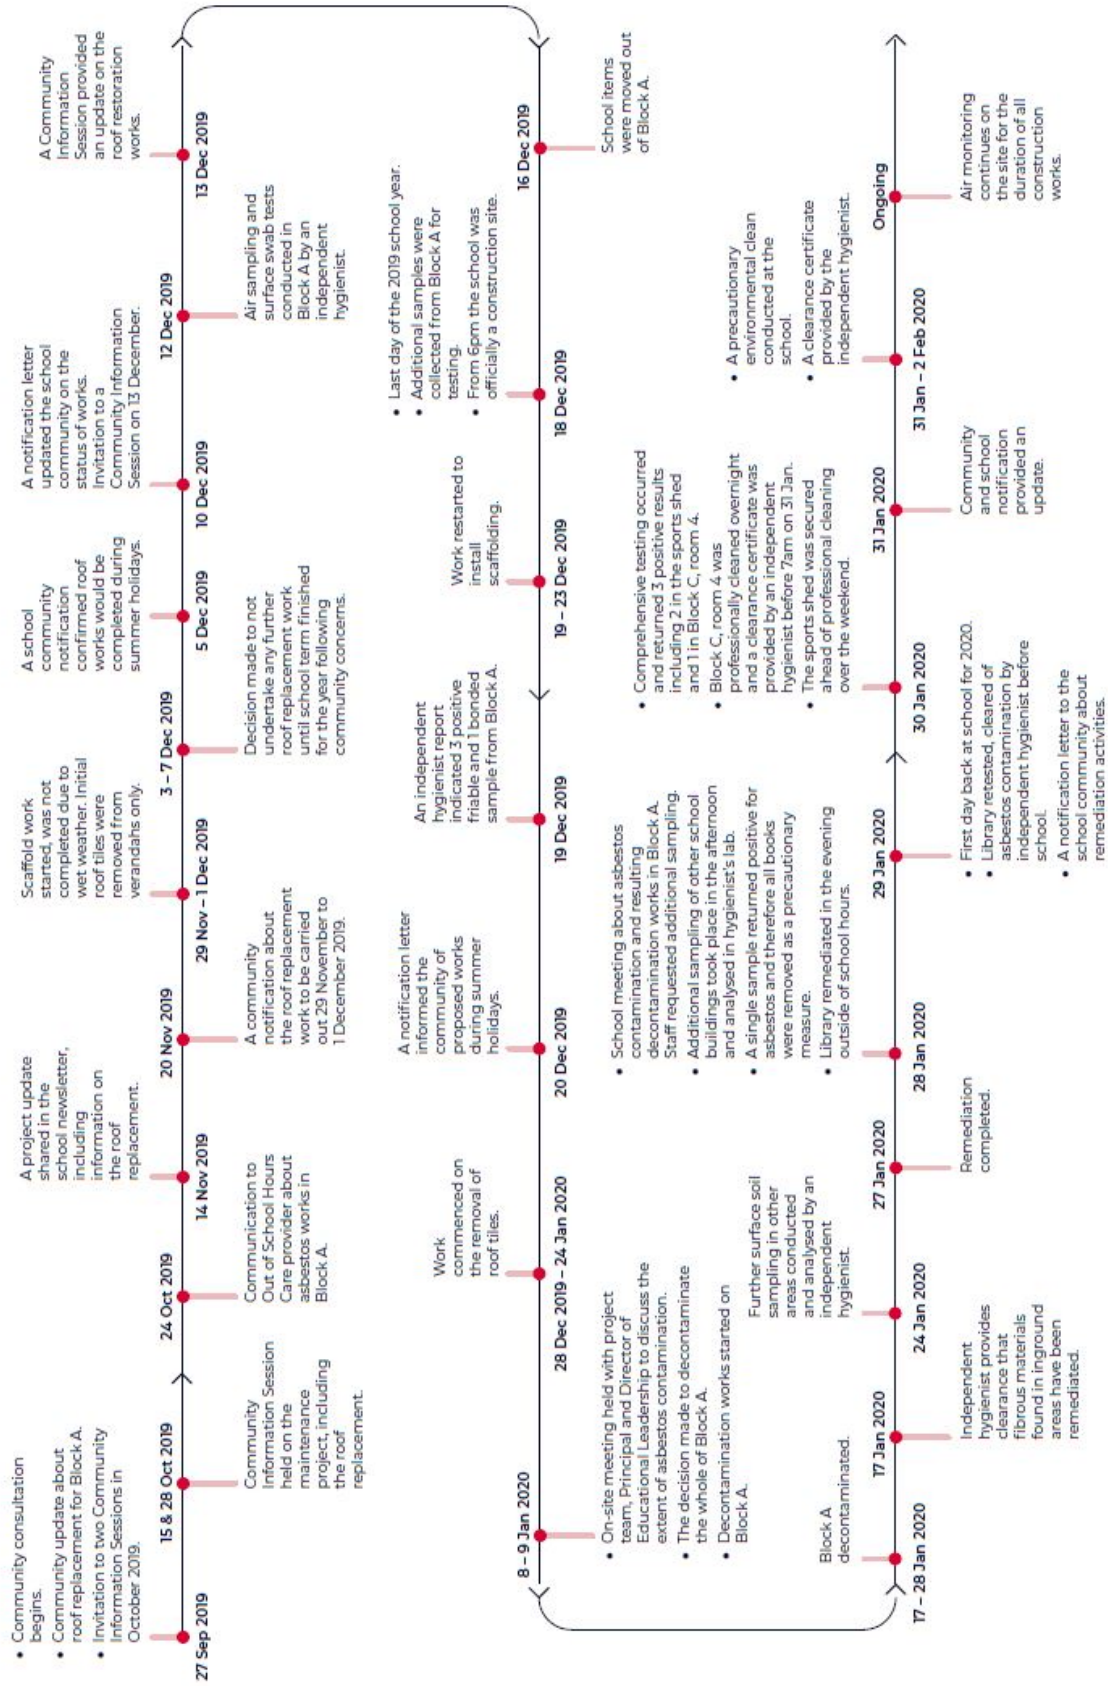 • Community consultation
begins.
• Community update about
roof replacement for Block A.
• Invitation to two Community
Information Sessions in
October 2019.
27 Sep 2019
15 & 28 Oct 2019
Community
Information Session
held on the
maintenance
project, including
the roof
replacement.
24 Oct 2019
Communication to
Out of School Hours
Care provider about
asbestos works in
Block A.
A project update
shared in the
school newsletter,
including
information on
the roof
replacement.
14 Nov 2019
20 Nov 2019
A community
notification about
the roof replacement
work to be carried
out 29 November to
1 December 2019.
Scaffold work
started, was not
completed due to
wet weather. Initial
roof tiles were
removed from
verandahs only.
29 Nov – 1 Dec 2019
3 – 7 Dec 2019
Decision made to not
undertake any further
roof replacement work
until school term finished
for the year following
community concerns.
A school
community
notification
confirmed roof
works would be
completed during
summer holidays.
5 Dec 2019
A notification letter
updated the school
community on the
status of works.
Invitation to a
Community Information
Session on 13 December.
10 Dec 2019
12 Dec 2019
Air sampling and
surface swab tests
conducted in
Block A by an
independent
hygienist.
A Community
Information
Session provided
an update on the
roof restoration
works.
13 Dec 2019
16 Dec 2019
School items
were moved out
of Block A.
• Last day of the 2019 school year.
• Additional samples were
collected from Block A for
testing.
• From 6pm the school was
officially a construction site.
18 Dec 2019
Work restarted to
install
scaffolding.
19 – 23 Dec 2019
An independent
hygienist report
indicated 3 positive
friable and 1 bonded
sample from Block A.
19 Dec 2019
A notification letter
informed the
community of
proposed works
during summer
holidays.
20 Dec 2019
Work
commenced on
the removal of
roof tiles.
28 Dec 2019 – 24 Jan 2020
8 – 9 Jan 2020
• On-site meeting held with project
team, Principal and Director of
Educational Leadership to discuss the
extent of asbestos contamination.
• The decision made to decontaminate
the whole of Block A.
• Decontamination works started on
Block A.
Block A
decontaminated.
17 – 28 Jan 2020
17 Jan 2020
Independent
hygienist provides
clearance that
fibrous materials
found in inground
areas have been
remediated.
Further surface soil
sampling in other
areas conducted
and analysed by an
independent
hygienist.
24 Jan 2020
27 Jan 2020
Remediation
completed.
• School meeting about asbestos
contamination and resulting
decontamination works in Block A.
Staff requested additional sampling.
• Additional sampling of other school
buildings took place in the afternoon
and analysed in hygienist's lab.
• A single sample returned positive for
asbestos and therefore all books
were removed as a precautionary
measure.
• Library remediated in the evening
outside of school hours.
28 Jan 2020
29 Jan 2020
• First day back at school for 2020.
• Library retested, cleared of
asbestos contamination by
independent hygienist before
school.
• A notification letter to the
school community about
remediation activities.
• Comprehensive testing occurred
and returned 3 positive results
including 2 in the sports shed
and 1 in Block C, room 4.
• Block C, room 4 was
professionally cleaned overnight
and a clearance certificate was
provided by an independent
hygienist before 7am on 31 Jan.
• The sports shed was secured
ahead of professional cleaning
over the weekend.
30 Jan 2020
31 Jan 2020
Community
and school
notification
provided an
update.
• A precautionary
environmental clean
conducted at the
school.
• A clearance certificate
provided by the
independent hygienist.
31 Jan – 2 Feb 2020
Ongoing
Air monitoring
continues on
the site for the
duration of all
construction
works.